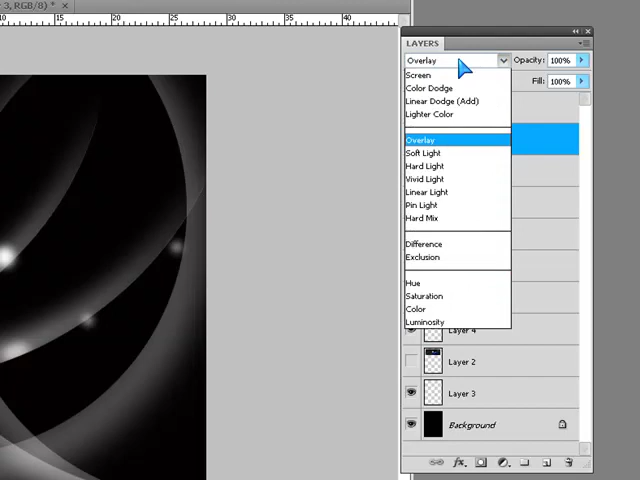 3, RGB/8) * ×
10 15 20 25 30 35 40
LAYERS
Overlay Opacity: 100%
Fill: 100%
Screen
Color Dodge
Linear Dodge (Add)
Lighter Color
Overlay
Soft Light
Hard Light
Vivid Light
Linear Light
Pin Light
Hard Mix
Difference
Exclusion
Hue
Saturation
Color
Luminosity
Layer 4
Layer 2
Layer 3
Background